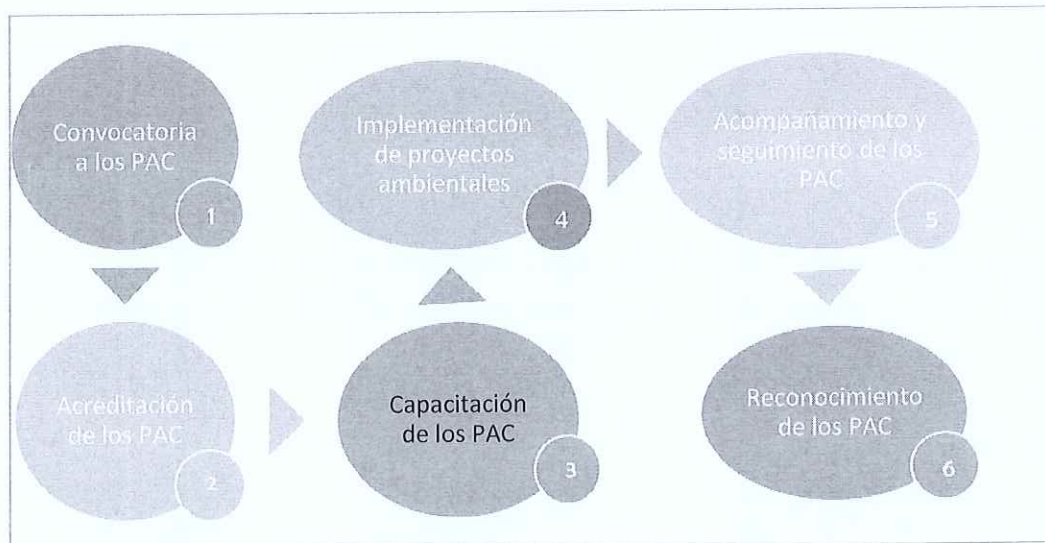 Convocatoria
a los PAC
1
Acreditación
de los PAC
2
Capacitación
de los PAC
3
Implementación
de proyectos
ambientales
4
Acompañamiento y
seguimiento de los
PAC
5
Reconocimiento
de los PAC
6